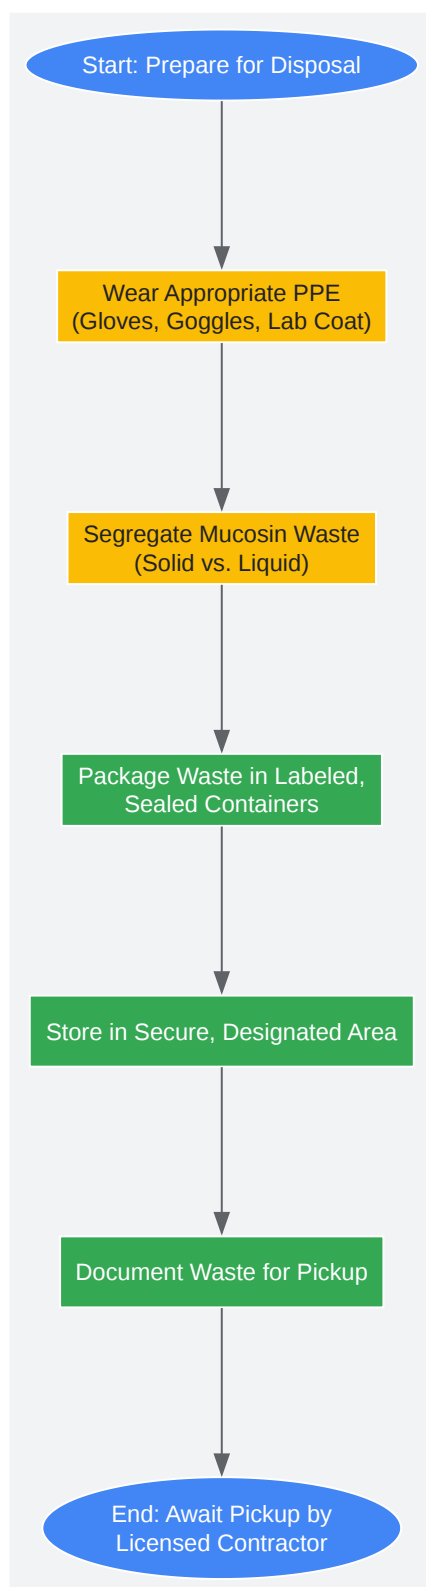 Start: Prepare for Disposal
Wear Appropriate PPE
(Gloves, Goggles, Lab Coat)
Segregate Mucosin Waste
(Solid vs. Liquid)
Package Waste in Labeled,
Sealed Containers
Store in Secure, Designated Area
Document Waste for Pickup
End: Await Pickup by
Licensed Contractor